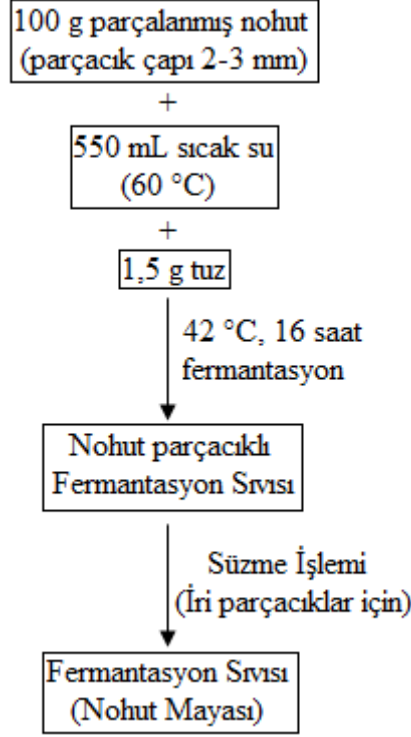 100 g parçalanmış nohut
(parçacık çapı 2-3 mm)
+
550 mL sıcak su
(60 °C)
+
1,5 g tuz
42 °C, 16 saat
fermantasyon
Nohut parçacıklı
Fermantasyon Sıvısı
Süzme İşlemi
(İri parçacıklar için)
Fermantasyon Sıvısı
(Nohut Mayası)